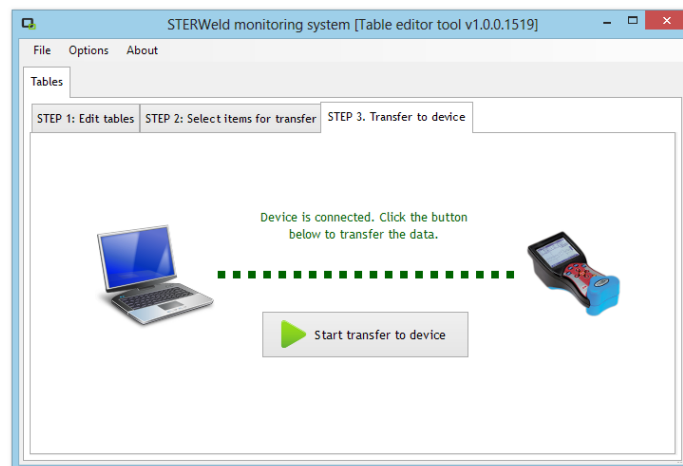 STERWeld monitoring system [Table editor tool v1.0.0.1519]
File Options About
Tables
STEP 1: Edit tables STEP 2: Select items for transfer STEP 3. Transfer to device
Device is connected. Click the button
below to transfer the data.
Start transfer to device